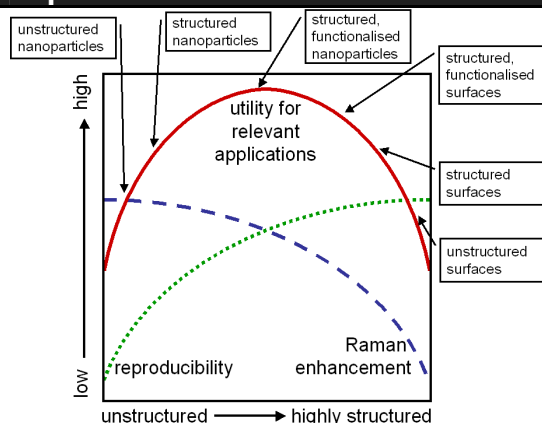 unstructured
nanoparticles
structured
nanoparticles
structured,
functionalised
nanoparticles
structured,
functionalised
surfaces
structured
surfaces
unstructured
surfaces
high
low
utility for
relevant
applications
reproducibility
Raman
enhancement
unstructured
highly structured